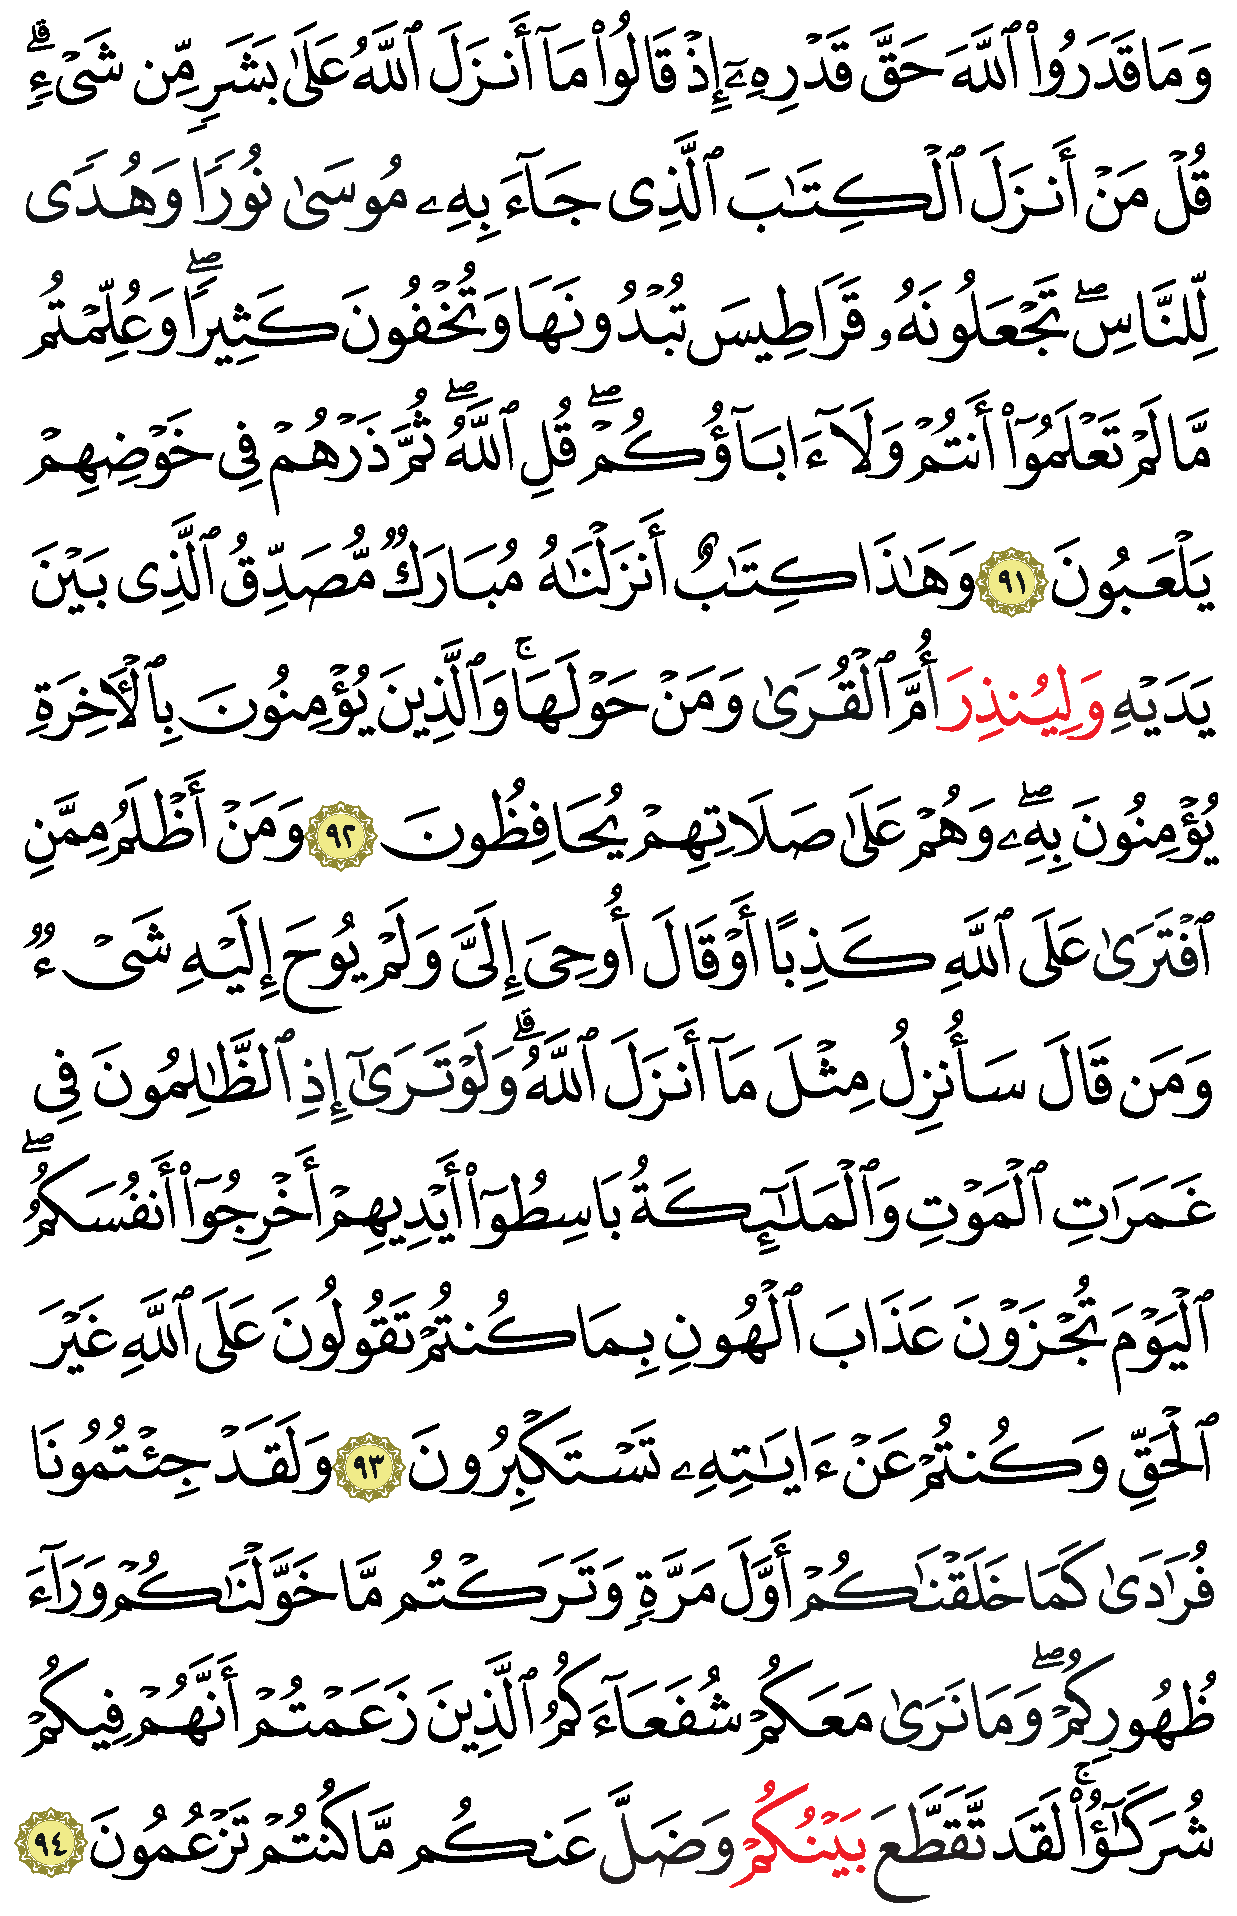 وَمَا قَدَرُوا۟ ٱللَّهَ حَقَّ قَدْرِهِۦٓ إِذْ قَالُوا۟ مَآ أَنزَلَ ٱللَّهُ عَلَىٰ بَشَرٍ مِّن شَىْءٍ ۗ
قُلْ مَنْ أَنزَلَ ٱلْكِتَـٰبَ ٱلَّذِى جَآءَ بِهِۦ مُوسَىٰ نُورًا وَهُدًى
لِّلنَّاسِ ۖ تَجْعَلُونَهُۥ قَرَاطِيسَ تُبْدُونَهَا وَتُخْفُونَ كَثِيرًا ۖ وَعُلِّمْتُم
مَّا لَمْ تَعْلَمُوٓا۟ أَنتُمْ وَلَآ ءَابَآؤُكُمْ ۖ قُلِ ٱللَّهُ ۖ ثُمَّ ذَرْهُمْ فِى خَوْضِهِمْ
يَلْعَبُونَ ٩١ وَهَـٰذَا كِتَـٰبٌ أَنزَلْنَـٰهُ مُبَارَكٌ مُّصَدِّقُ ٱلَّذِى بَيْنَ
يَدَيْهِ وَلِيُنذِرَ أُمَّ ٱلْقُرَىٰ وَمَنْ حَوْلَهَا ۚ وَٱلَّذِينَ يُؤْمِنُونَ بِٱلْأَخِرَةِ
يُؤْمِنُونَ بِهِۦ ۖ وَهُمْ عَلَىٰ صَلَاتِهِمْ يُحَافِظُونَ ٩٢ وَمَنْ أَظْلَمُ مِمَّنِ
ٱفْتَرَىٰ عَلَى ٱللَّهِ كَذِبًا أَوْ قَالَ أُوحِىَ إِلَىَّ وَلَمْ يُوحَ إِلَيْهِ شَىْءٌ
وَمَن قَالَ سَأُنزِلُ مِثْلَ مَآ أَنزَلَ ٱللَّهُ ۗ وَلَوْ تَرَىٰٓ إِذِ ٱلظَّـٰلِمُونَ فِى
غَمَرَٰتِ ٱلْمَوْتِ وَٱلْمَلَـٰٓئِكَةُ بَاسِطُوٓا۟ أَيْدِيهِمْ أَخْرِجُوٓا۟ أَنفُسَكُمُ ۖ
ٱلْيَوْمَ تُجْزَوْنَ عَذَابَ ٱلْهُونِ بِمَا كُنتُمْ تَقُولُونَ عَلَى ٱللَّهِ غَيْرَ
ٱلْحَقِّ وَكُنتُمْ عَنْ ءَايَـٰتِهِۦ تَسْتَكْبِرُونَ ٩٣ وَلَقَدْ جِئْتُمُونَا
فُرَٰدَىٰ كَمَا خَلَقْنَـٰكُمْ أَوَّلَ مَرَّةٍ وَتَرَكْتُم مَّا خَوَّلْنَـٰكُمْ وَرَآءَ
ظُهُورِكُمْ ۖ وَمَا نَرَىٰ مَعَكُمْ شُفَعَآءَكُمُ ٱلَّذِينَ زَعَمْتُمْ أَنَّهُمْ فِيكُمْ
شُرَكَـٰٓؤُا۟ ۚ لَقَد تَّقَطَّعَ بَيْنُكُمْ وَضَلَّ عَنكُم مَّا كُنتُمْ تَزْعُمُونَ ٩٤